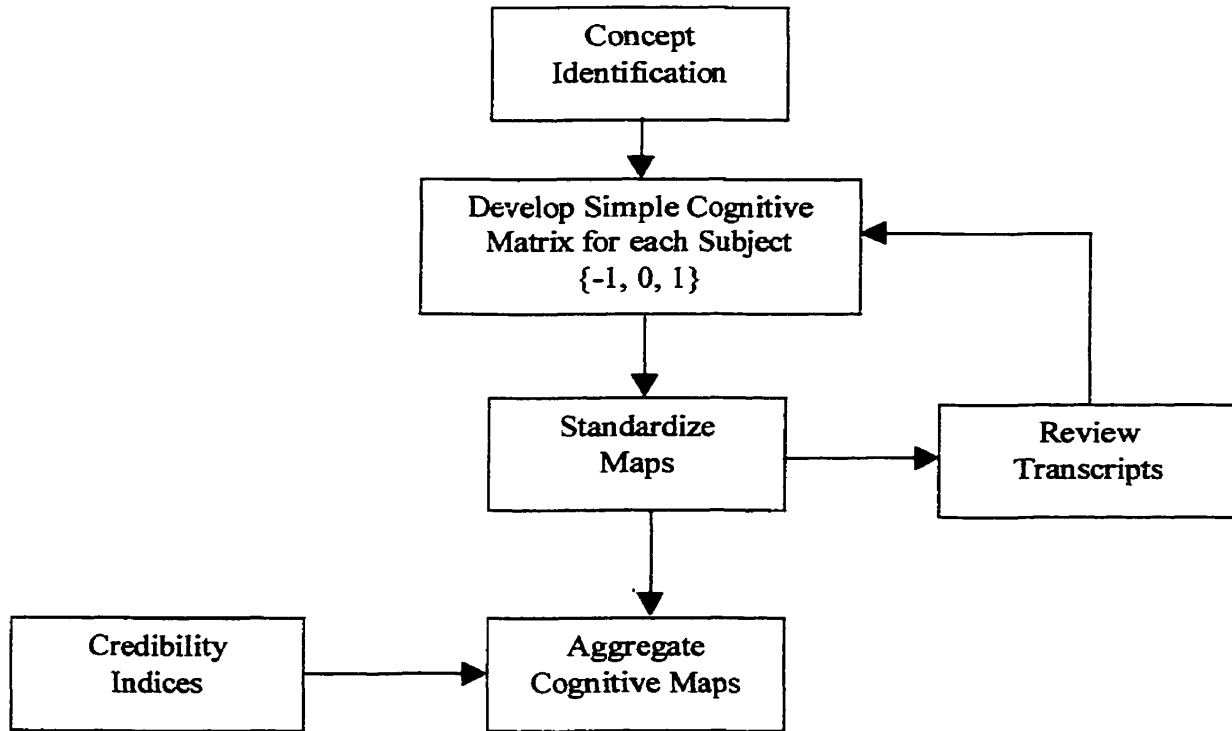 Concept
Identification
Develop Simple Cognitive
Matrix for each Subject
{-1, 0, 1}
Standardize
Maps
Review
Transcripts
Credibility
Indices
Aggregate
Cognitive Maps